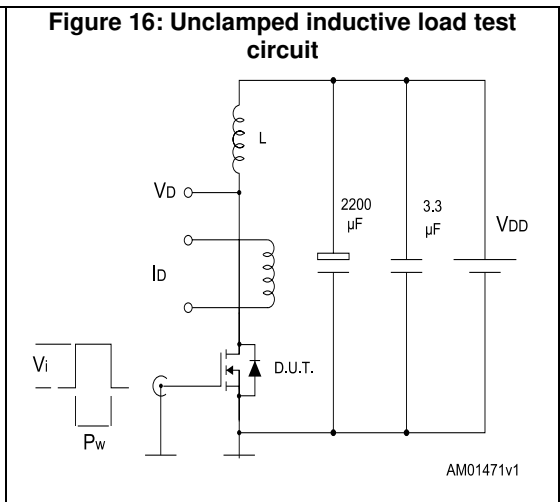 Figure 16: Unclamped inductive load test
circuit
L
VD
2200
µF
3.3
µF
VDD
ID
Vi
D.U.T.
Pw
AM01471v1